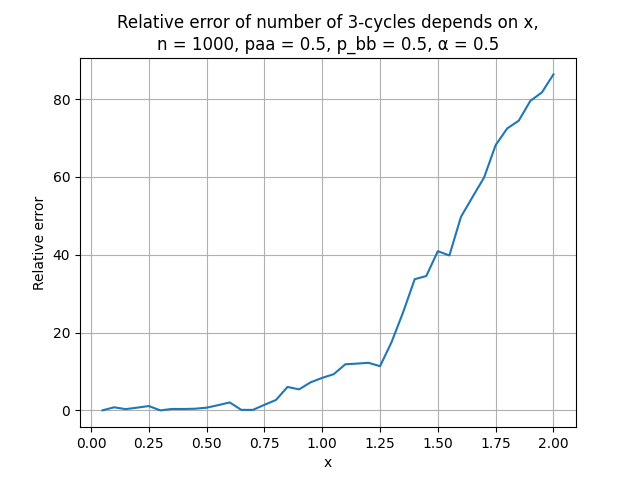 Relative error of number of 3-cycles depends on x,
n = 1000, paa = 0.5, p_bb = 0.5, α = 0.5
Relative error
80
60
40
20
0
0.00 0.25 0.50 0.75 1.00 1.25 1.50 1.75 2.00
x